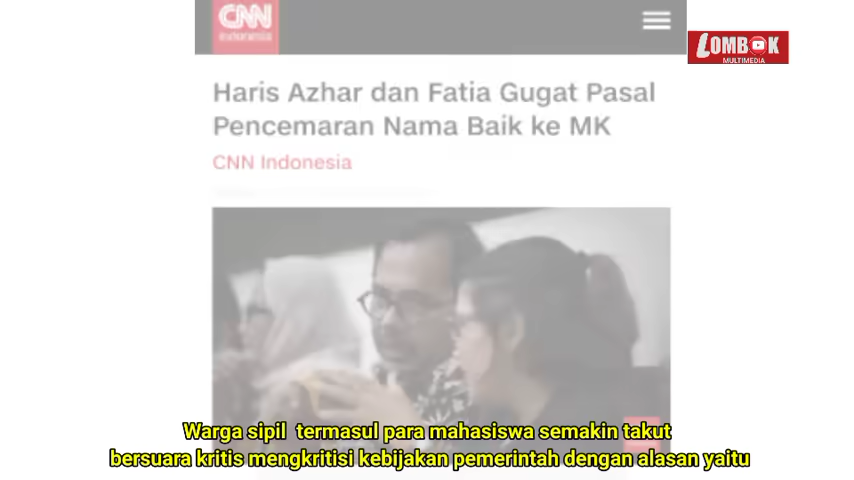 CNN
Indonesia
LOMBOK
MULTIMEDIA
Haris Azhar dan Fatia Gugat Pasal
Pencemaran Nama Baik ke MK
CNN Indonesia
Warga sipil termasul para mahasiswa semakin takut
bersuara kritis mengkritisi kebijakan pemerintah dengan alasan yaitu